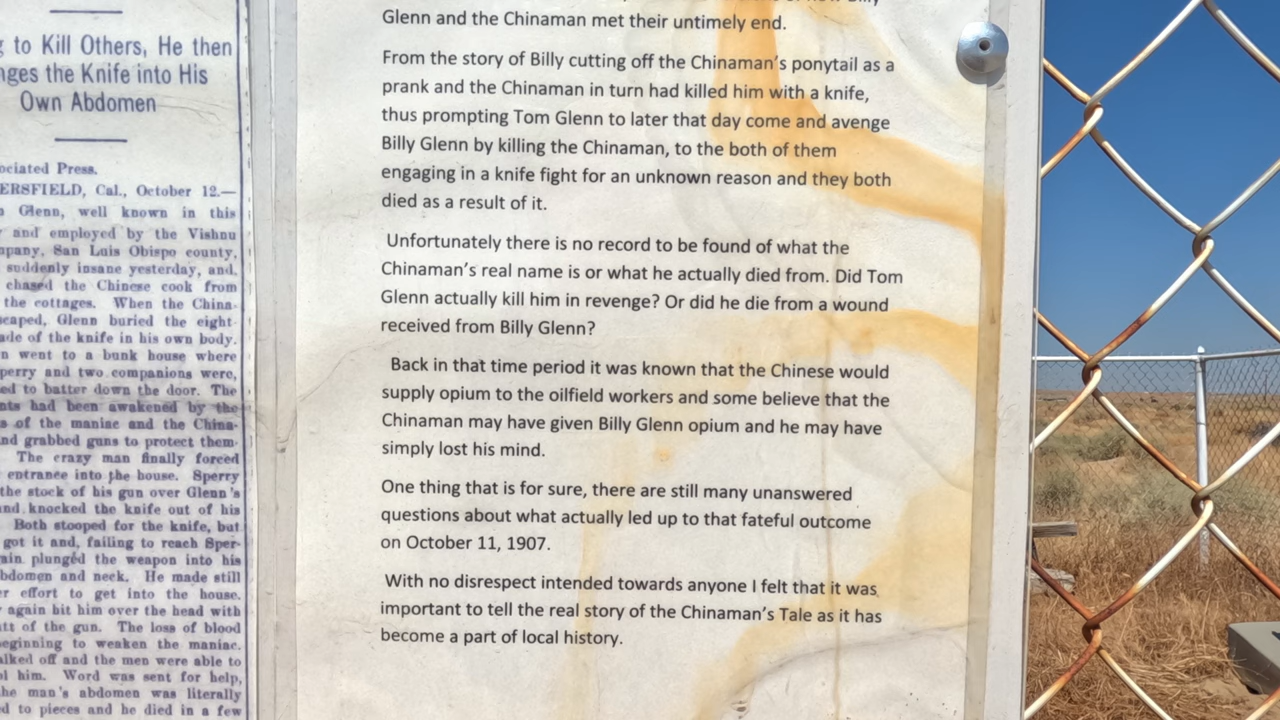 to Kill Others, He then
the Knife into His
Own Abdomen
Press.
Cal., October 12.—
Glenn, well known in this
and employed by the Vishnu
San Luis Obispo county,
suddenly insane yesterday, and,
chased the Chinese cook from
the cottages. When the China-
Glenn buried the eight-
of the knife in his own body.
went to a bunk house where
and two companions were,
to batter down the door. The
had been awakened by the
of the maniac and the China-
grabbed guns to protect them-
The crazy man finally forced
entrance into the house. Sperry
the stock of his gun over Glenn's
knocked the knife out of his
Both stooped for the knife, but
got it and, failing to reach Sper-
plunged the weapon into his
and neck. He made still
effort to get into the house.
again hit him over the head with
of the gun. The loss of blood
to weaken the maniac.
off and the men were able to
him. Word was sent for help,
man's abdomen was literally
to pieces and he died in a few
Glenn and the Chinaman met their untimely end.
From the story of Billy cutting off the Chinaman's ponytail as a
prank and the Chinaman in turn had killed him with a knife,
thus prompting Tom Glenn to later that day come and avenge
Billy Glenn by killing the Chinaman, to the both of them
engaging in a knife fight for an unknown reason and they both
died as a result of it.
Unfortunately there is no record to be found of what the
Chinaman's real name is or what he actually died from. Did Tom
Glenn actually kill him in revenge? Or did he die from a wound
received from Billy Glenn?
Back in that time period it was known that the Chinese would
supply opium to the oilfield workers and some believe that the
Chinaman may have given Billy Glenn opium and he may have
simply lost his mind.
One thing that is for sure, there are still many unanswered
questions about what actually led up to that fateful outcome
on October 11, 1907.
With no disrespect intended towards anyone I felt that it was
important to tell the real story of the Chinaman's Tale as it has
become a part of local history.